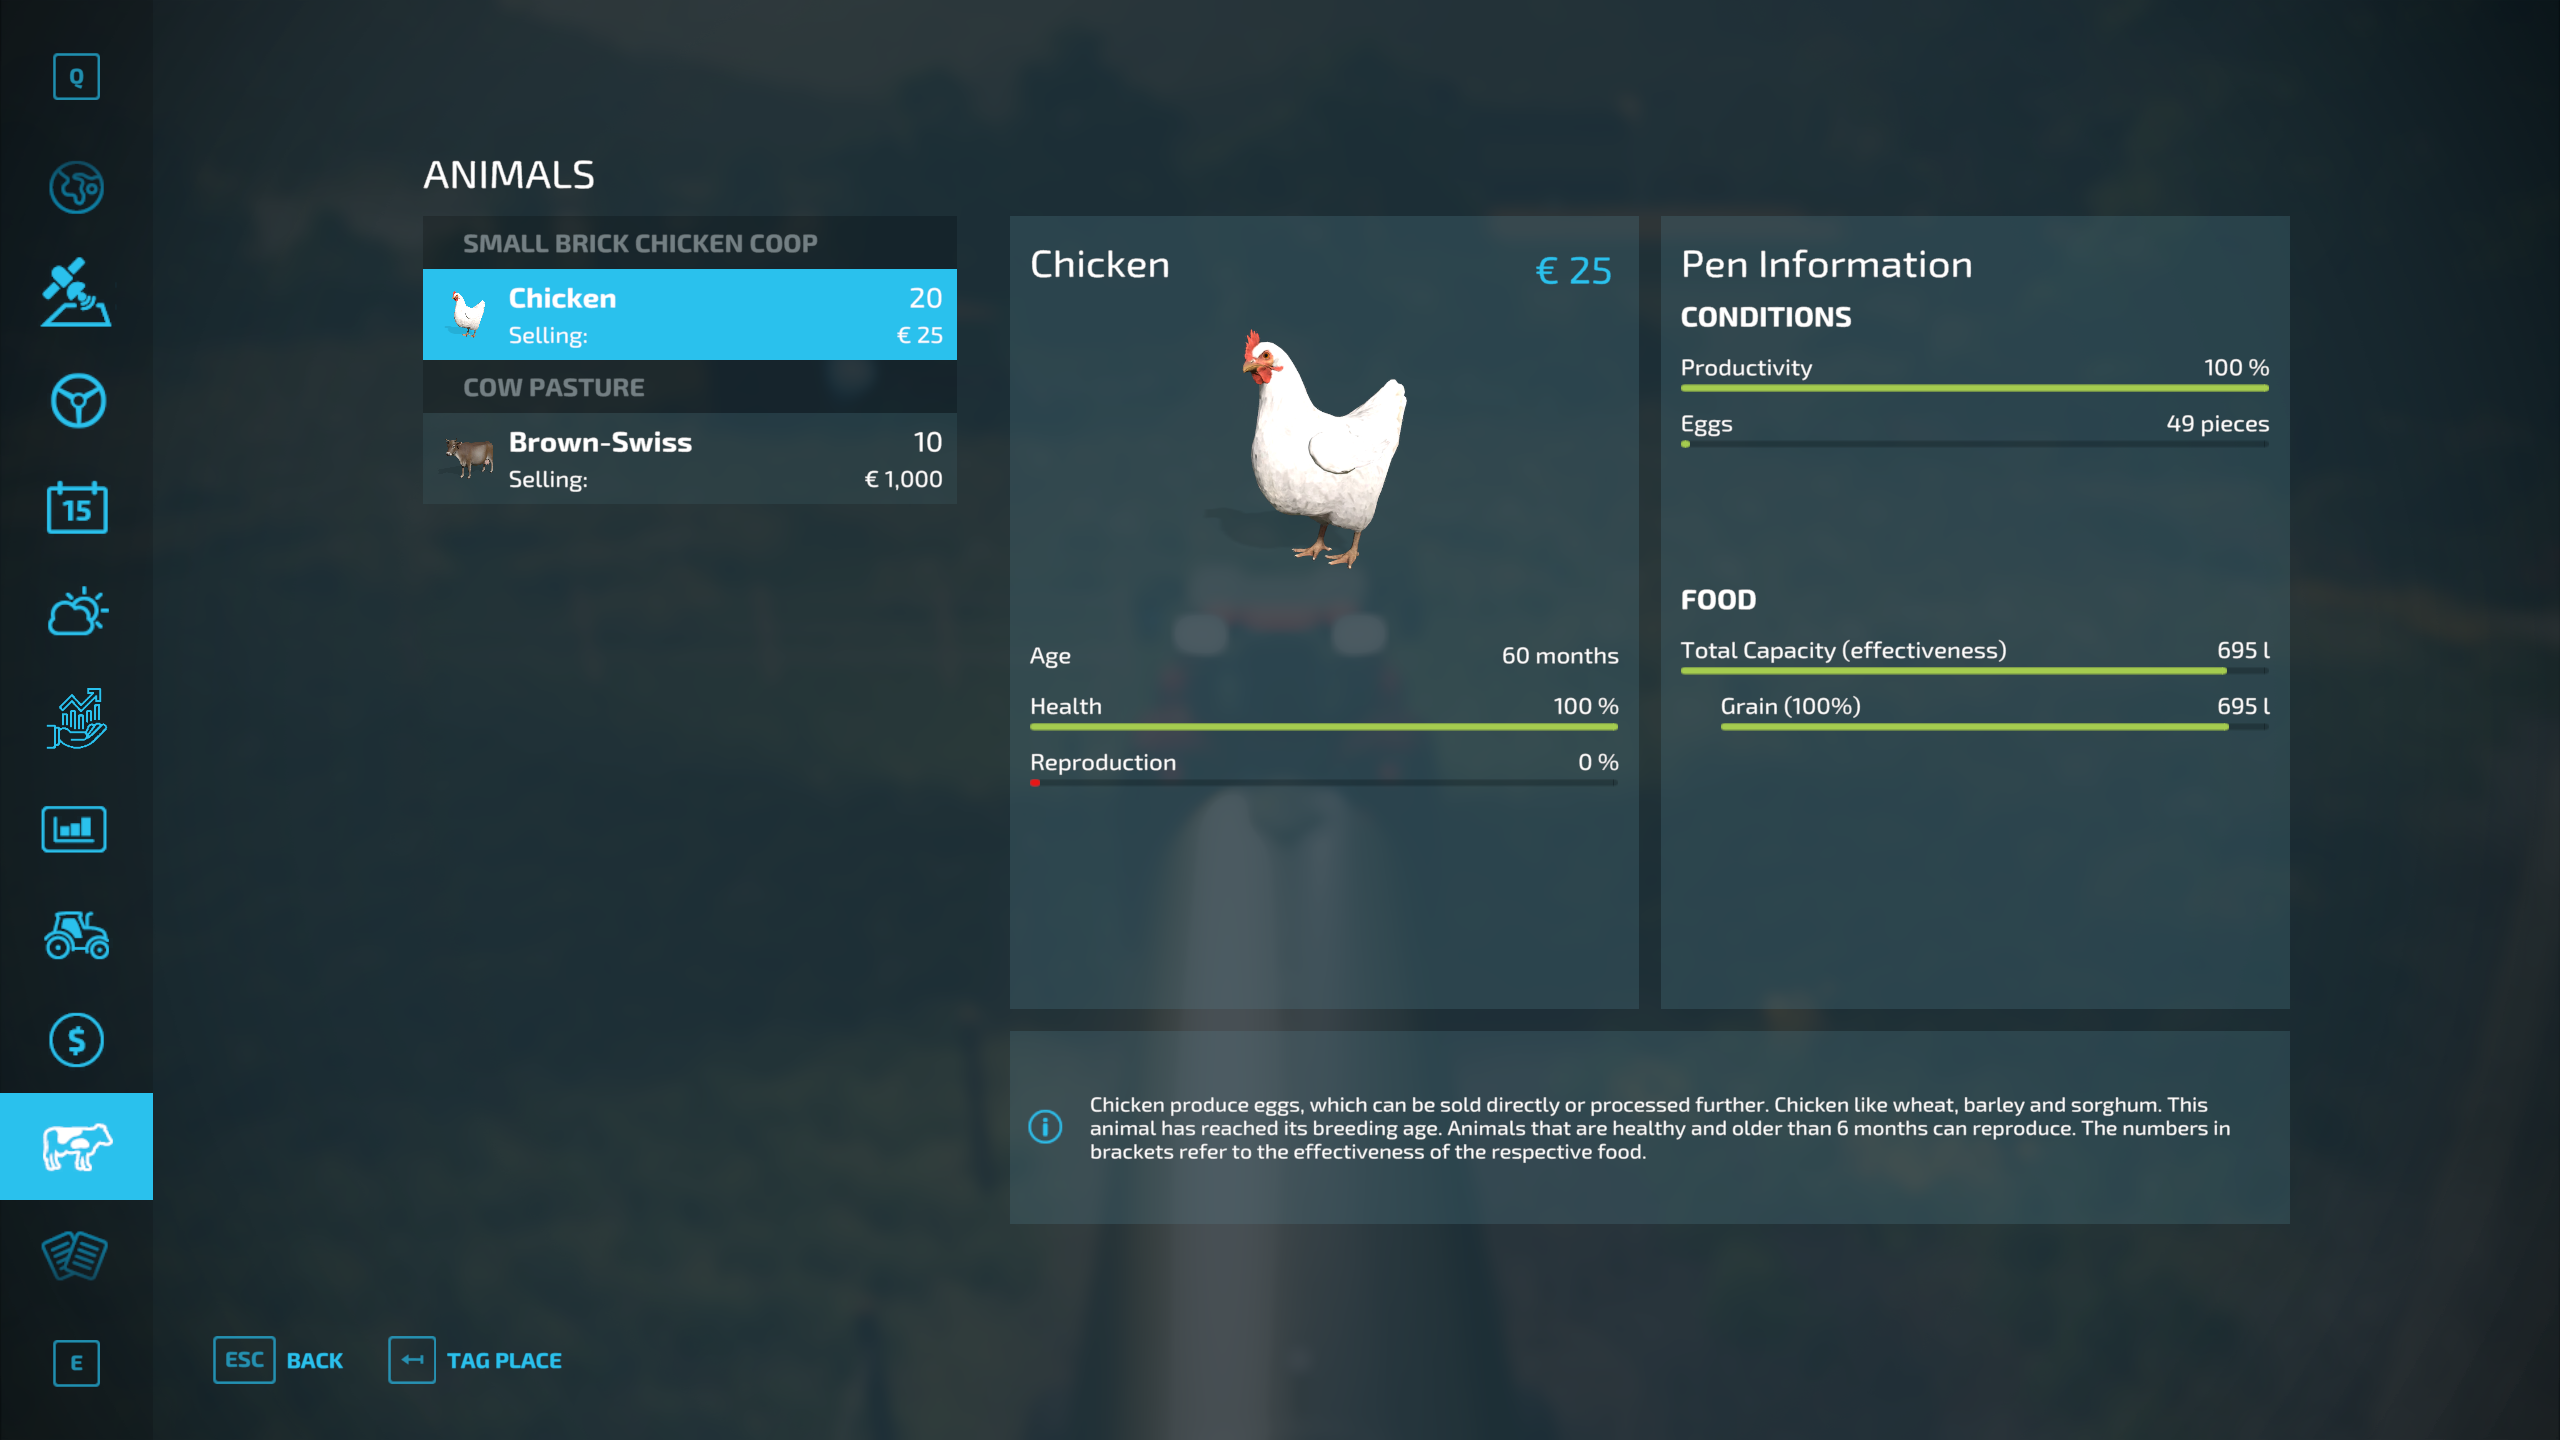 Q
15
$
E
ANIMALS
SMALL BRICK CHICKEN COOP
Chicken 20
Selling: € 25
COW PASTURE
Brown-Swiss 10
Selling: € 1,000
Chicken € 25
Age 60 months
Health 100 %
Reproduction 0 %
Pen Information
CONDITIONS
Productivity 100 %
Eggs 49 pieces
FOOD
Total Capacity (effectiveness) 695 l
Grain (100%) 695 l
Chicken produce eggs, which can be sold directly or processed further. Chicken like wheat, barley and sorghum. This
animal has reached its breeding age. Animals that are healthy and older than 6 months can reproduce. The numbers in
brackets refer to the effectiveness of the respective food.
ESC BACK TAG PLACE